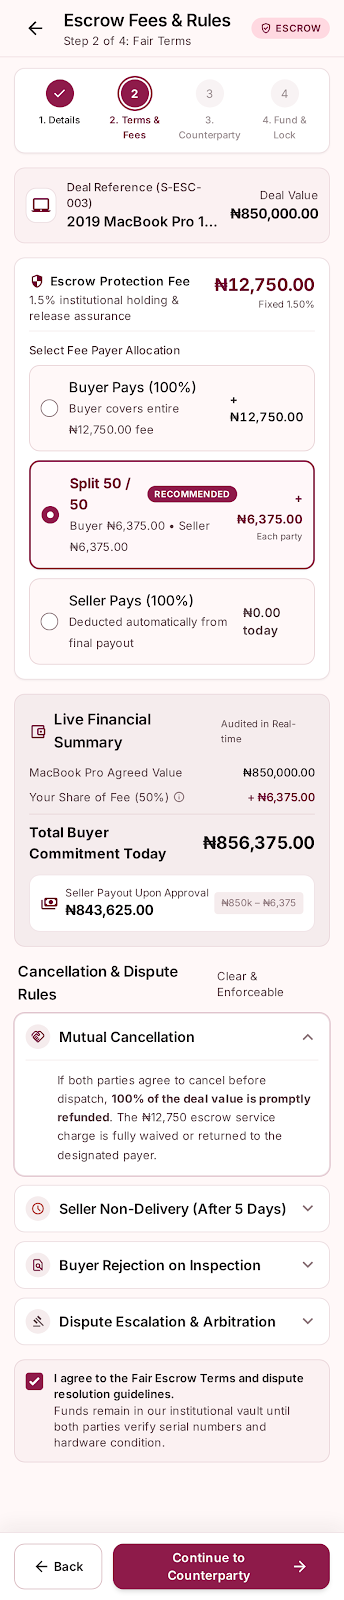 Escrow Fees & Rules
Step 2 of 4: Fair Terms
ESCROW
1. Details
2
2. Terms &
Fees
3
3.
Counterparty
4
4. Fund &
Lock
Deal Reference (S-ESC-
003)
2019 MacBook Pro 1...
Deal Value
₦850,000.00
Escrow Protection Fee
1.5% institutional holding &
release assurance
₦12,750.00
Fixed 1.50%
Select Fee Payer Allocation
Buyer Pays (100%)
Buyer covers entire
₦12,750.00 fee
+
₦12,750.00
Split 50 /
50
RECOMMENDED
Buyer ₦6,375.00 • Seller
₦6,375.00
+
₦6,375.00
Each party
Seller Pays (100%)
Deducted automatically from
final payout
₦0.00
today
Live Financial
Summary
Audited in Real-
time
MacBook Pro Agreed Value
₦850,000.00
Your Share of Fee (50%)
+ ₦6,375.00
Total Buyer
Commitment Today
₦856,375.00
Seller Payout Upon Approval
₦843,625.00
₦850k – ₦6,375
Cancellation & Dispute
Rules
Clear &
Enforceable
Mutual Cancellation
If both parties agree to cancel before
dispatch, 100% of the deal value is promptly
refunded. The ₦12,750 escrow service
charge is fully waived or returned to the
designated payer.
Seller Non-Delivery (After 5 Days)
Buyer Rejection on Inspection
Dispute Escalation & Arbitration
I agree to the Fair Escrow Terms and dispute
resolution guidelines.
Funds remain in our institutional vault until
both parties verify serial numbers and
hardware condition.
Back
Continue to
Counterparty